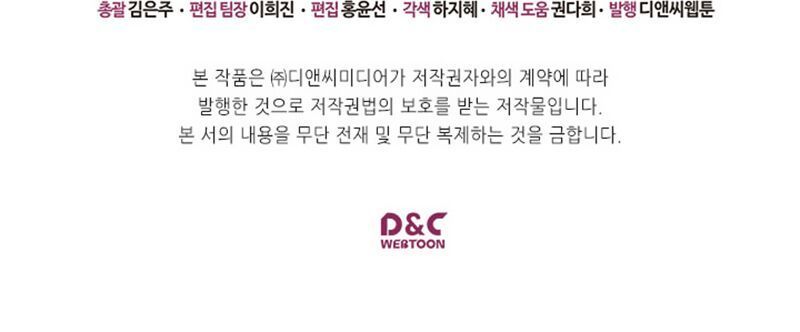 총괄 김은주 · 편집 팀장 이희진 · 편집 홍윤선 · 각색 하지혜 · 채색 도움 권다희 · 발행 디앤씨웹툰
본 작품은 ㈜디앤씨미디어가 저작권자와의 계약에 따라
발행한 것으로 저작권법의 보호를 받는 저작물입니다.
본 서의 내용을 무단 전재 및 무단 복제하는 것을 금합니다.
D&C
WEBTOON